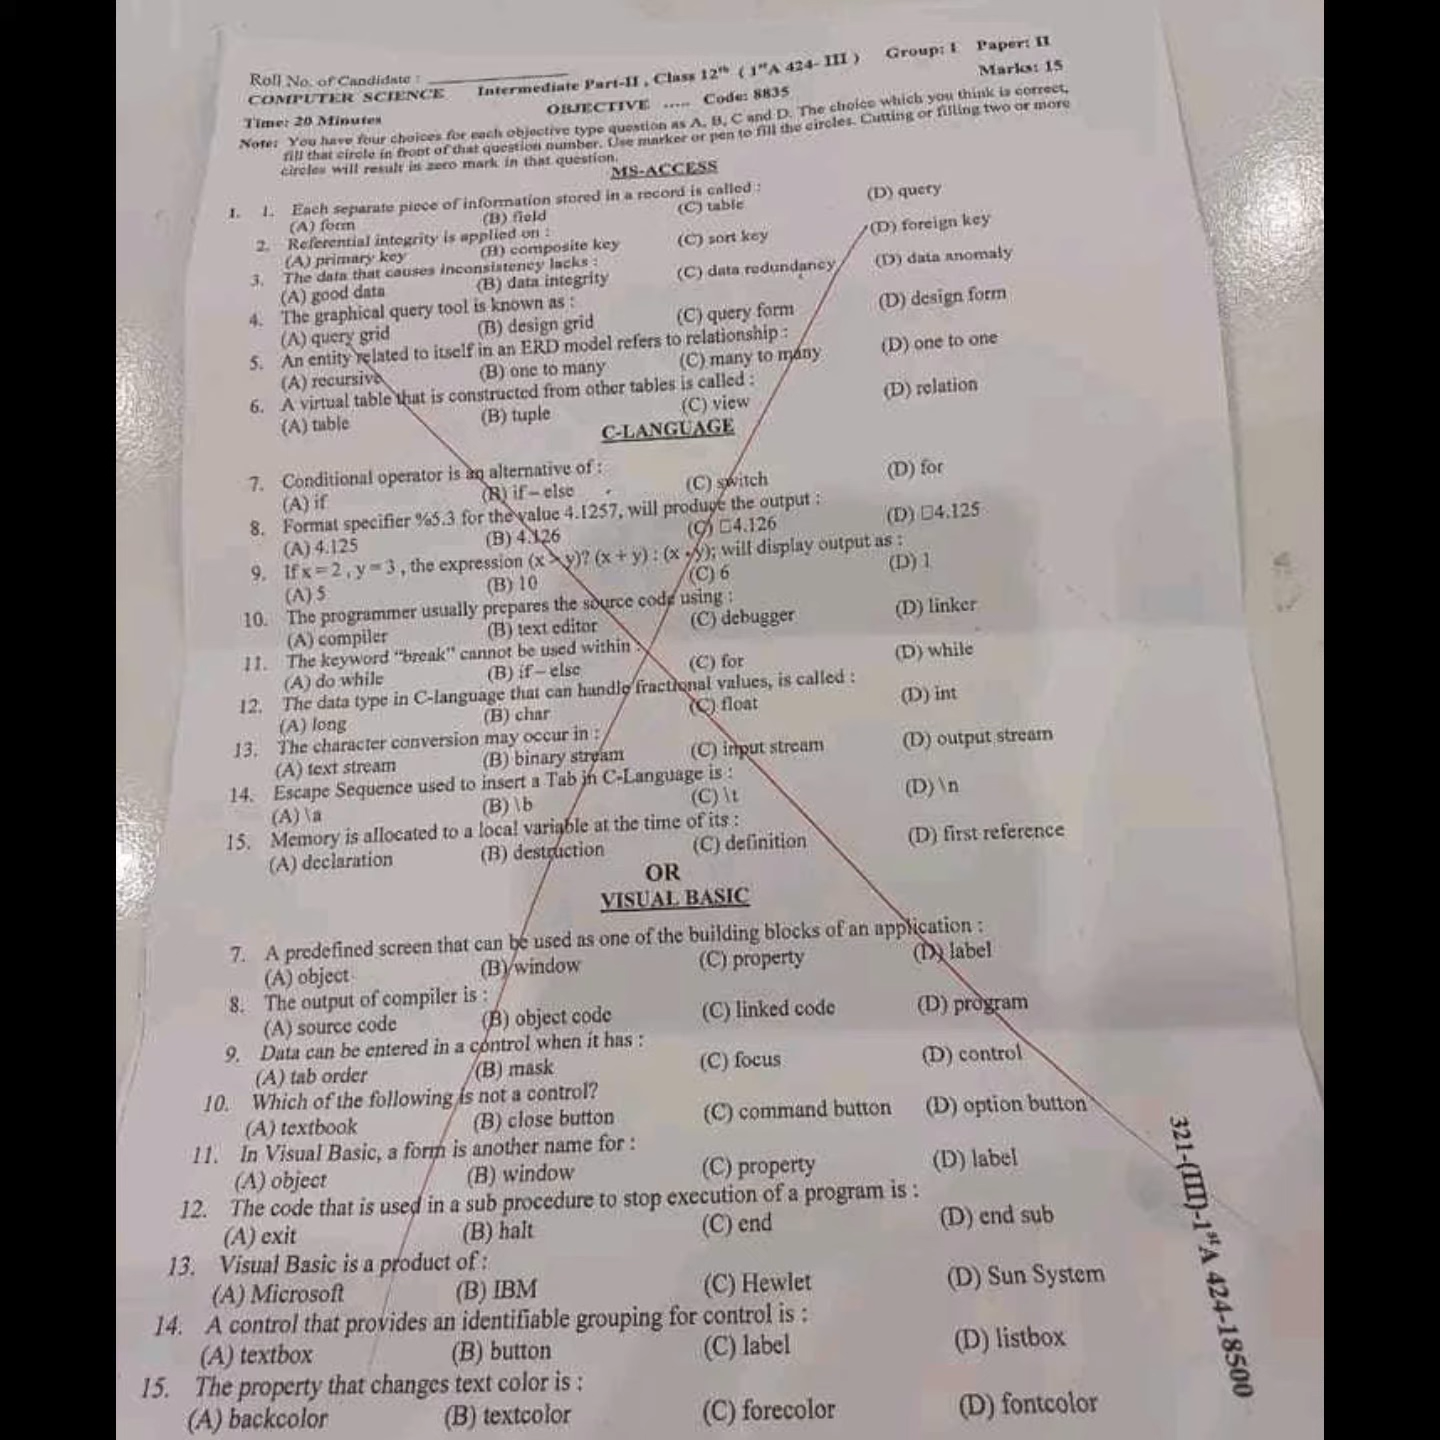 Roll No. of Candidate : ____________
COMPUTER SCIENCE Intermediate Part-II , Class 12th ( 1st A 424- III ) Group: I Paper: II
Time: 20 Minutes OBJECTIVE ..... Code: 8835 Marks: 15
Note: You have four choices for each objective type question as A, B, C and D. The choice which you think is correct,
fill that circle in front of that question number. Use marker or pen to fill the circles. Cutting or filling two or more
circles will result in zero mark in that question.
MS-ACCESS
1. 1. Each separate piece of information stored in a record is called :
(A) form (B) field (C) table (D) query
2. Referential integrity is applied on :
(A) primary key (B) composite key (C) sort key (D) foreign key
3. The data that causes inconsistency lacks :
(A) good data (B) data integrity (C) data redundancy (D) data anomaly
4. The graphical query tool is known as :
(A) query grid (B) design grid (C) query form (D) design form
5. An entity related to itself in an ERD model refers to relationship :
(A) recursive (B) one to many (C) many to many (D) one to one
6. A virtual table that is constructed from other tables is called :
(A) table (B) tuple (C) view (D) relation
C-LANGUAGE
7. Conditional operator is an alternative of :
(A) if (B) if – else (C) switch (D) for
8. Format specifier %5.3 for the value 4.1257, will produce the output :
(A) 4.125 (B) 4.126 (C) □4.126 (D) □4.125
9. If x = 2 , y = 3 , the expression (x > y)? (x + y) : (x * y); will display output as :
(A) 5 (B) 10 (C) 6 (D) 1
10. The programmer usually prepares the source code using :
(A) compiler (B) text editor (C) debugger (D) linker
11. The keyword "break" cannot be used within :
(A) do while (B) if – else (C) for (D) while
12. The data type in C-language that can handle fractional values, is called :
(A) long (B) char (C) float (D) int
13. The character conversion may occur in :
(A) text stream (B) binary stream (C) input stream (D) output stream
14. Escape Sequence used to insert a Tab in C-Language is :
(A) \a (B) \b (C) \t (D) \n
15. Memory is allocated to a local variable at the time of its :
(A) declaration (B) destruction (C) definition (D) first reference
OR
VISUAL BASIC
7. A predefined screen that can be used as one of the building blocks of an application :
(A) object (B) window (C) property (D) label
8. The output of compiler is :
(A) source code (B) object code (C) linked code (D) program
9. Data can be entered in a control when it has :
(A) tab order (B) mask (C) focus (D) control
10. Which of the following is not a control?
(A) textbook (B) close button (C) command button (D) option button
11. In Visual Basic, a form is another name for :
(A) object (B) window (C) property (D) label
12. The code that is used in a sub procedure to stop execution of a program is :
(A) exit (B) halt (C) end (D) end sub
13. Visual Basic is a product of :
(A) Microsoft (B) IBM (C) Hewlet (D) Sun System
14. A control that provides an identifiable grouping for control is :
(A) textbox (B) button (C) label (D) listbox
15. The property that changes text color is :
(A) backcolor (B) textcolor (C) forecolor (D) fontcolor
321-(III)-1st A 424-18500